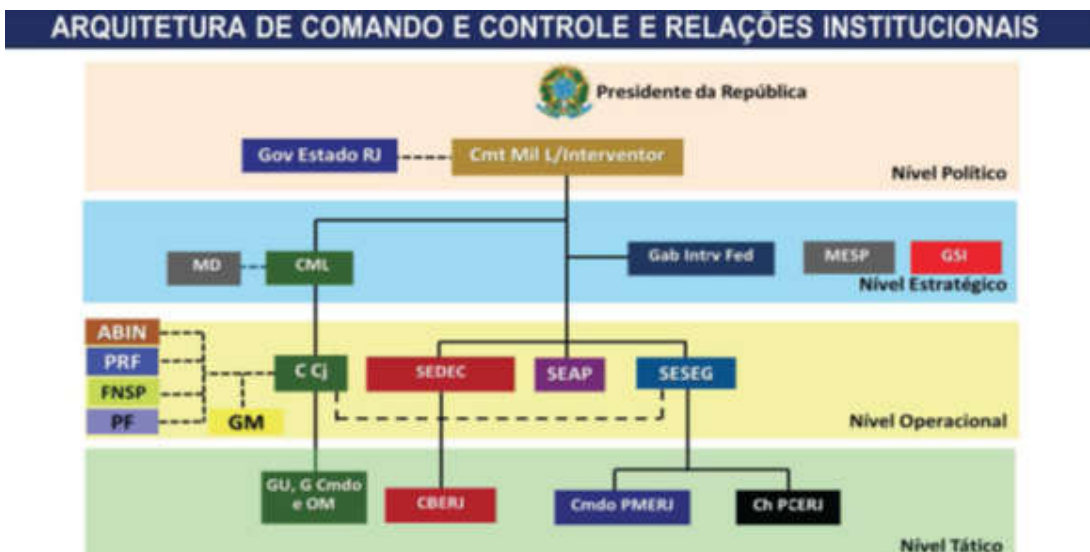 ARQUITETURA DE COMANDO E CONTROLE E RELAÇÕES INSTITUCIONAIS
Presidente da República
Gov Estado RJ
Cmt Mil L/Interventor
Nível Político
MD
CML
Gab Intrv Fed
MESP
GSI
Nível Estratégico
ABIN
PRF
FNSP
PF
GM
C Cj
SEDEC
SEAP
SESEG
Nível Operacional
GU, G Cmdo
e OM
CBERJ
Cmdo PMERJ
Ch PCERJ
Nível Tático